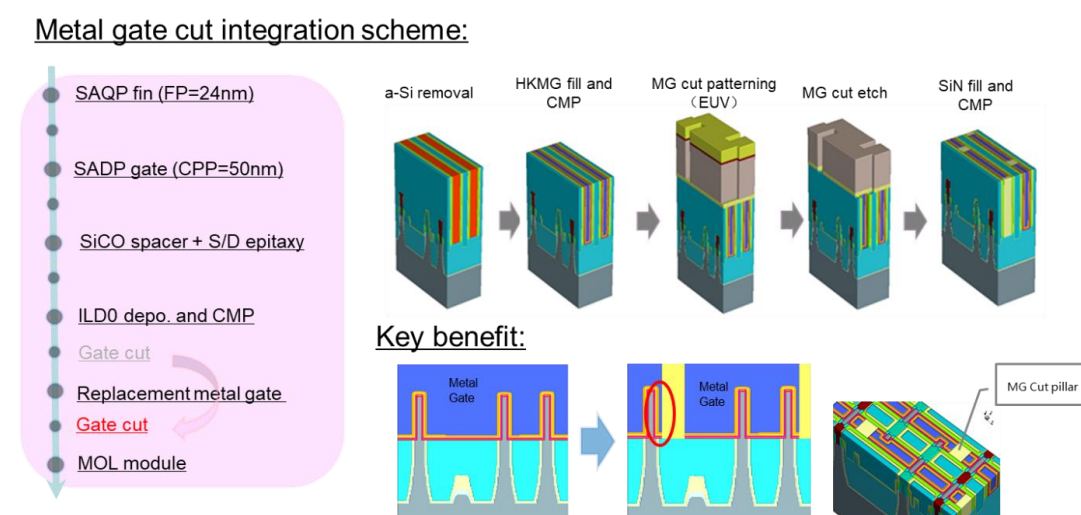 Metal gate cut integration scheme:
SAQP fin (FP=24nm)
SADP gate (CPP=50nm)
SiCO spacer + S/D epitaxy
ILD0 depo. and CMP
Gate cut
Replacement metal gate
Gate cut
MOL module
a-Si removal
HKMG fill and
CMP
MG cut patterning
（EUV）
MG cut etch
SiN fill and
CMP
Key benefit:
Metal
Gate
Metal
Gate
MG Cut pillar